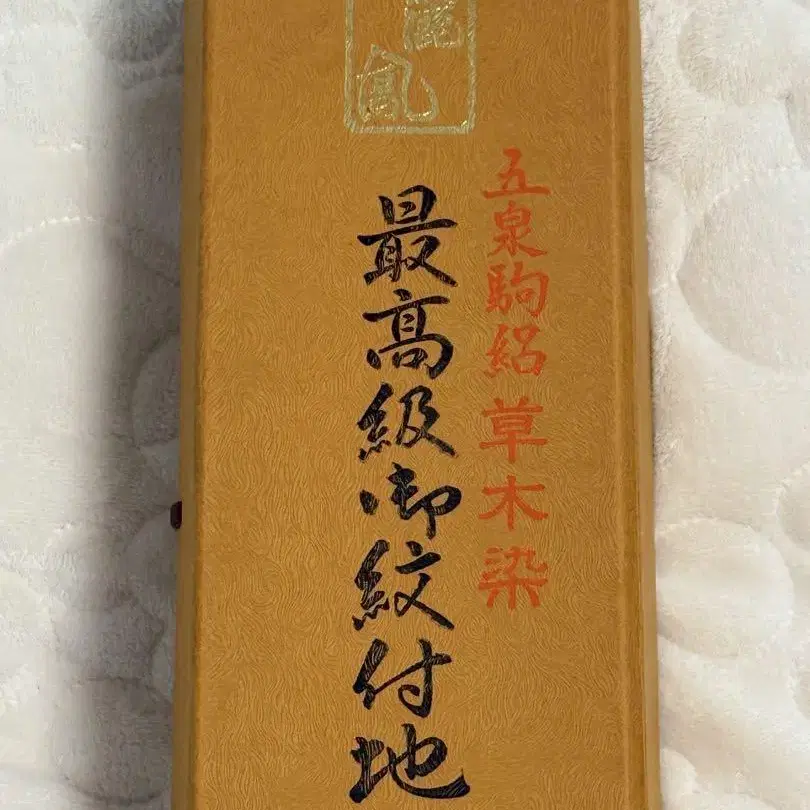 五泉駒絽 草木染
最高級御紋付地